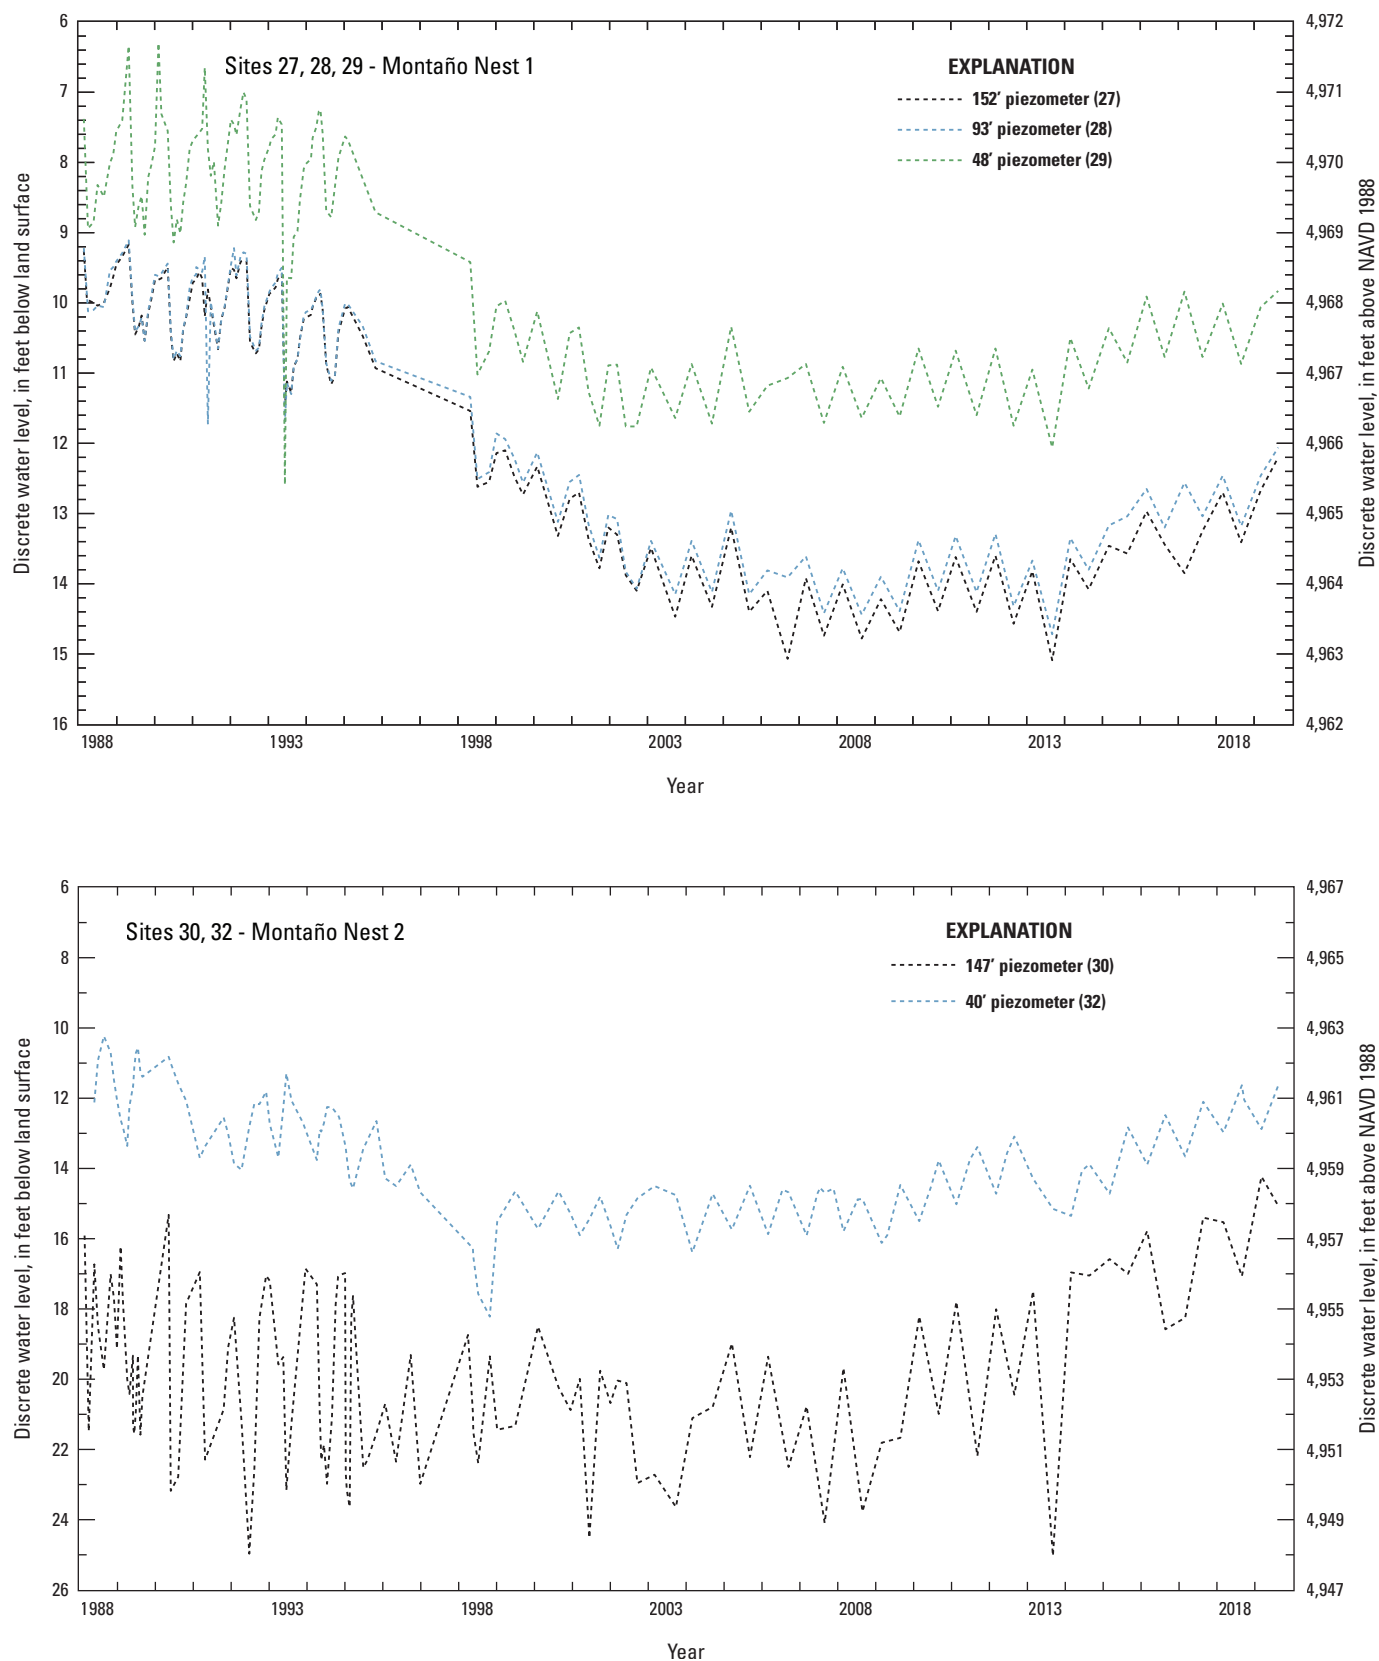 Sites 27, 28, 29 - Montaño Nest 1
EXPLANATION
152’ piezometer (27)
93’ piezometer (28)
48’ piezometer (29)
Discrete water level, in feet below land surface
6
7
8
9
10
11
12
13
14
15
16
4,972
4,971
4,970
4,969
4,968
4,967
4,966
4,965
4,964
4,963
4,962
Discrete water level, in feet above NAVD 1988
1988 1993 1998 2003 2008 2013 2018
Year
Sites 30, 32 - Montaño Nest 2
EXPLANATION
147’ piezometer (30)
40’ piezometer (32)
Discrete water level, in feet below land surface
6
8
10
12
14
16
18
20
22
24
26
4,967
4,965
4,963
4,961
4,959
4,957
4,955
4,953
4,951
4,949
4,947
Discrete water level, in feet above NAVD 1988
1988 1993 1998 2003 2008 2013 2018
Year